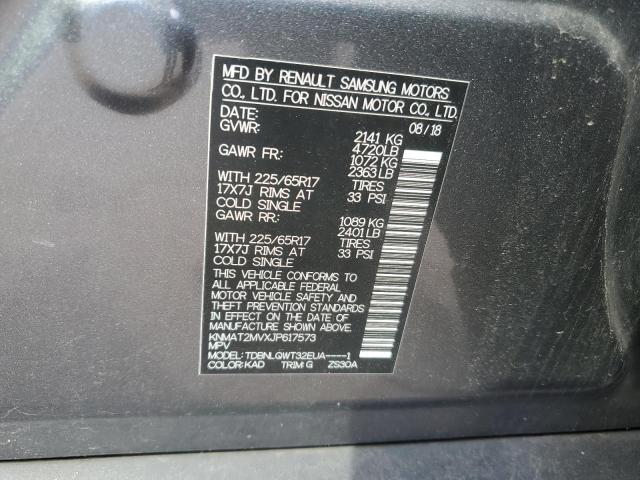 MFD BY RENAULT SAMSUNG MOTORS
CO., LTD. FOR NISSAN MOTOR CO., LTD.
DATE: 08/18
GVWR: 2141 KG
4720LB
GAWR FR: 1072 KG
2363 LB
WITH 225/65R17 TIRES
17X7J RIMS AT 33 PSI
COLD SINGLE
GAWR RR: 1089 KG
2401 LB
WITH 225/65R17 TIRES
17X7J RIMS AT 33 PSI
COLD SINGLE
THIS VEHICLE CONFORMS TO
ALL APPLICABLE FEDERAL
MOTOR VEHICLE SAFETY AND
THEFT PREVENTION STANDARDS
IN EFFECT ON THE DATE OF
MANUFACTURE SHOWN ABOVE.
KNMAT2MVXJP617573
MPV
MODEL: TDBNLQWT32EUA----1
COLOR: KAD TRIM: G ZS30A